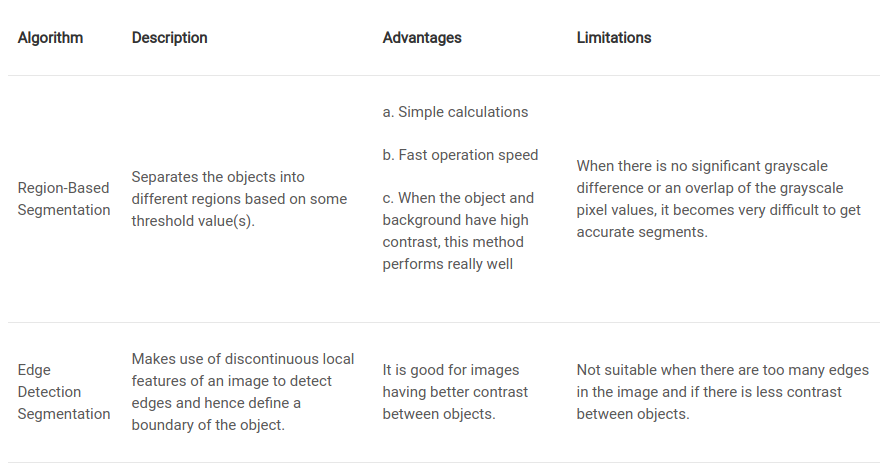 Algorithm
Description
Advantages
Limitations
Region-Based
Segmentation
Separates the objects into
different regions based on some
threshold value(s).
a. Simple calculations
b. Fast operation speed
c. When the object and
background have high
contrast, this method
performs really well
When there is no significant grayscale
difference or an overlap of the grayscale
pixel values, it becomes very difficult to get
accurate segments.
Edge
Detection
Segmentation
Makes use of discontinuous local
features of an image to detect
edges and hence define a
boundary of the object.
It is good for images
having better contrast
between objects.
Not suitable when there are too many edges
in the image and if there is less contrast
between objects.